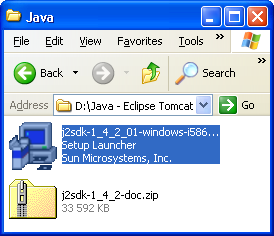 Java
File Edit View Favorites Tools »
Back Search
Address D:\Java - Eclipse Tomcat Go
j2sdk-1_4_2_01-windows-i586...
Setup Launcher
Sun Microsystems, Inc.
j2sdk-1_4_2-doc.zip
33 592 KB